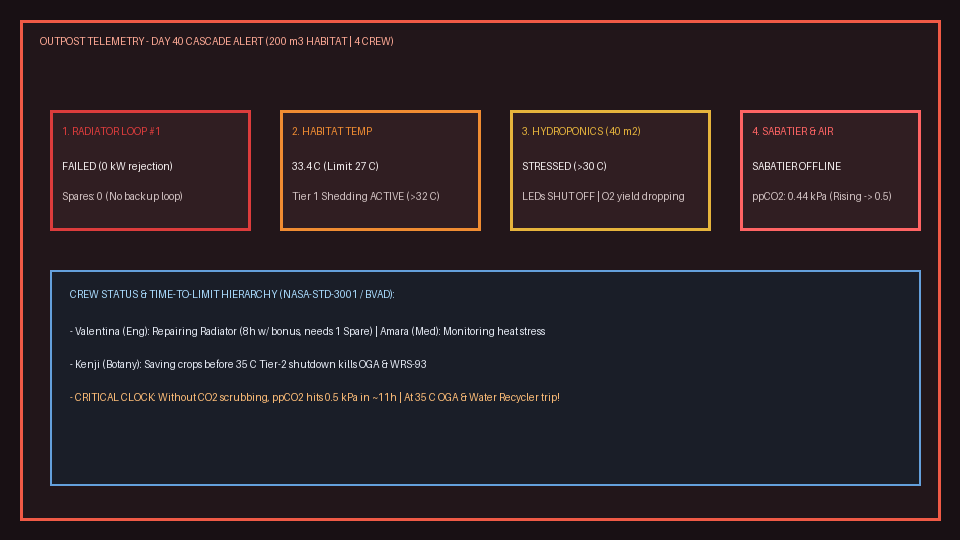 OUTPOST TELEMETRY - DAY 40 CASCADE ALERT (200 m3 HABITAT | 4 CREW)
1. RADIATOR LOOP #1
FAILED (0 kW rejection)
Spares: 0 (No backup loop)
2. HABITAT TEMP
33.4 C (Limit: 27 C)
Tier 1 Shedding ACTIVE (>32 C)
3. HYDROPONICS (40 m2)
STRESSED (>30 C)
LEDs SHUT OFF | O2 yield dropping
4. SABATIER & AIR
SABATIER OFFLINE
ppCO2: 0.44 kPa (Rising -> 0.5)
CREW STATUS & TIME-TO-LIMIT HIERARCHY (NASA-STD-3001 / BVAD):
- Valentina (Eng): Repairing Radiator (8h w/ bonus, needs 1 Spare) | Amara (Med): Monitoring heat stress
- Kenji (Botany): Saving crops before 35 C Tier-2 shutdown kills OGA & WRS-93
- CRITICAL CLOCK: Without CO2 scrubbing, ppCO2 hits 0.5 kPa in ~11h | At 35 C OGA & Water Recycler trip!